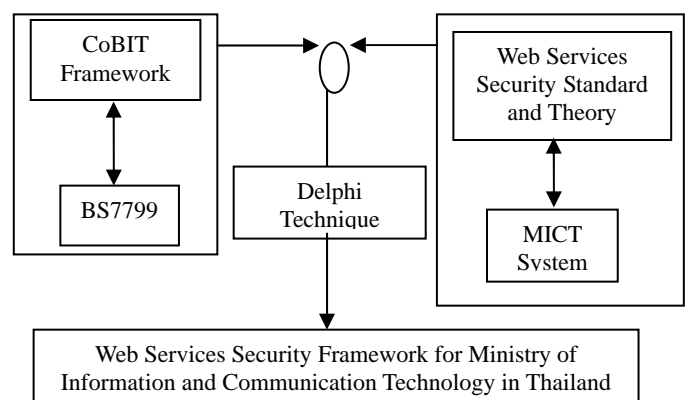 CoBIT
Framework
BS7799
Web Services
Security Standard
and Theory
MICT
System
Delphi
Technique
Web Services Security Framework for Ministry of
Information and Communication Technology in Thailand